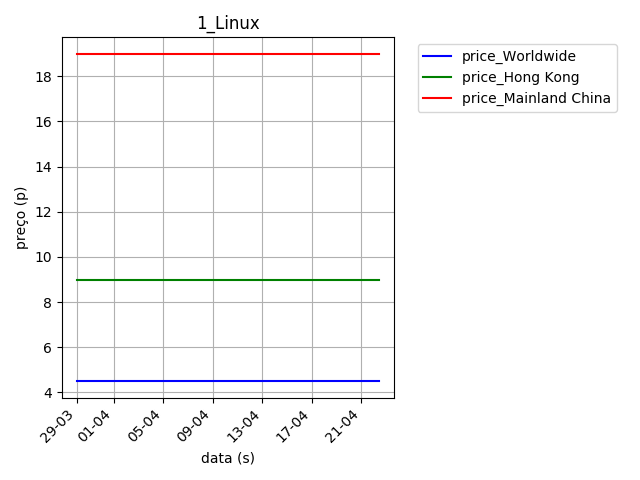 1_Linux
price_Worldwide
price_Hong Kong
price_Mainland China
preço (p)
18
16
14
12
10
8
6
4
29-03
01-04
05-04
09-04
13-04
17-04
21-04
data (s)